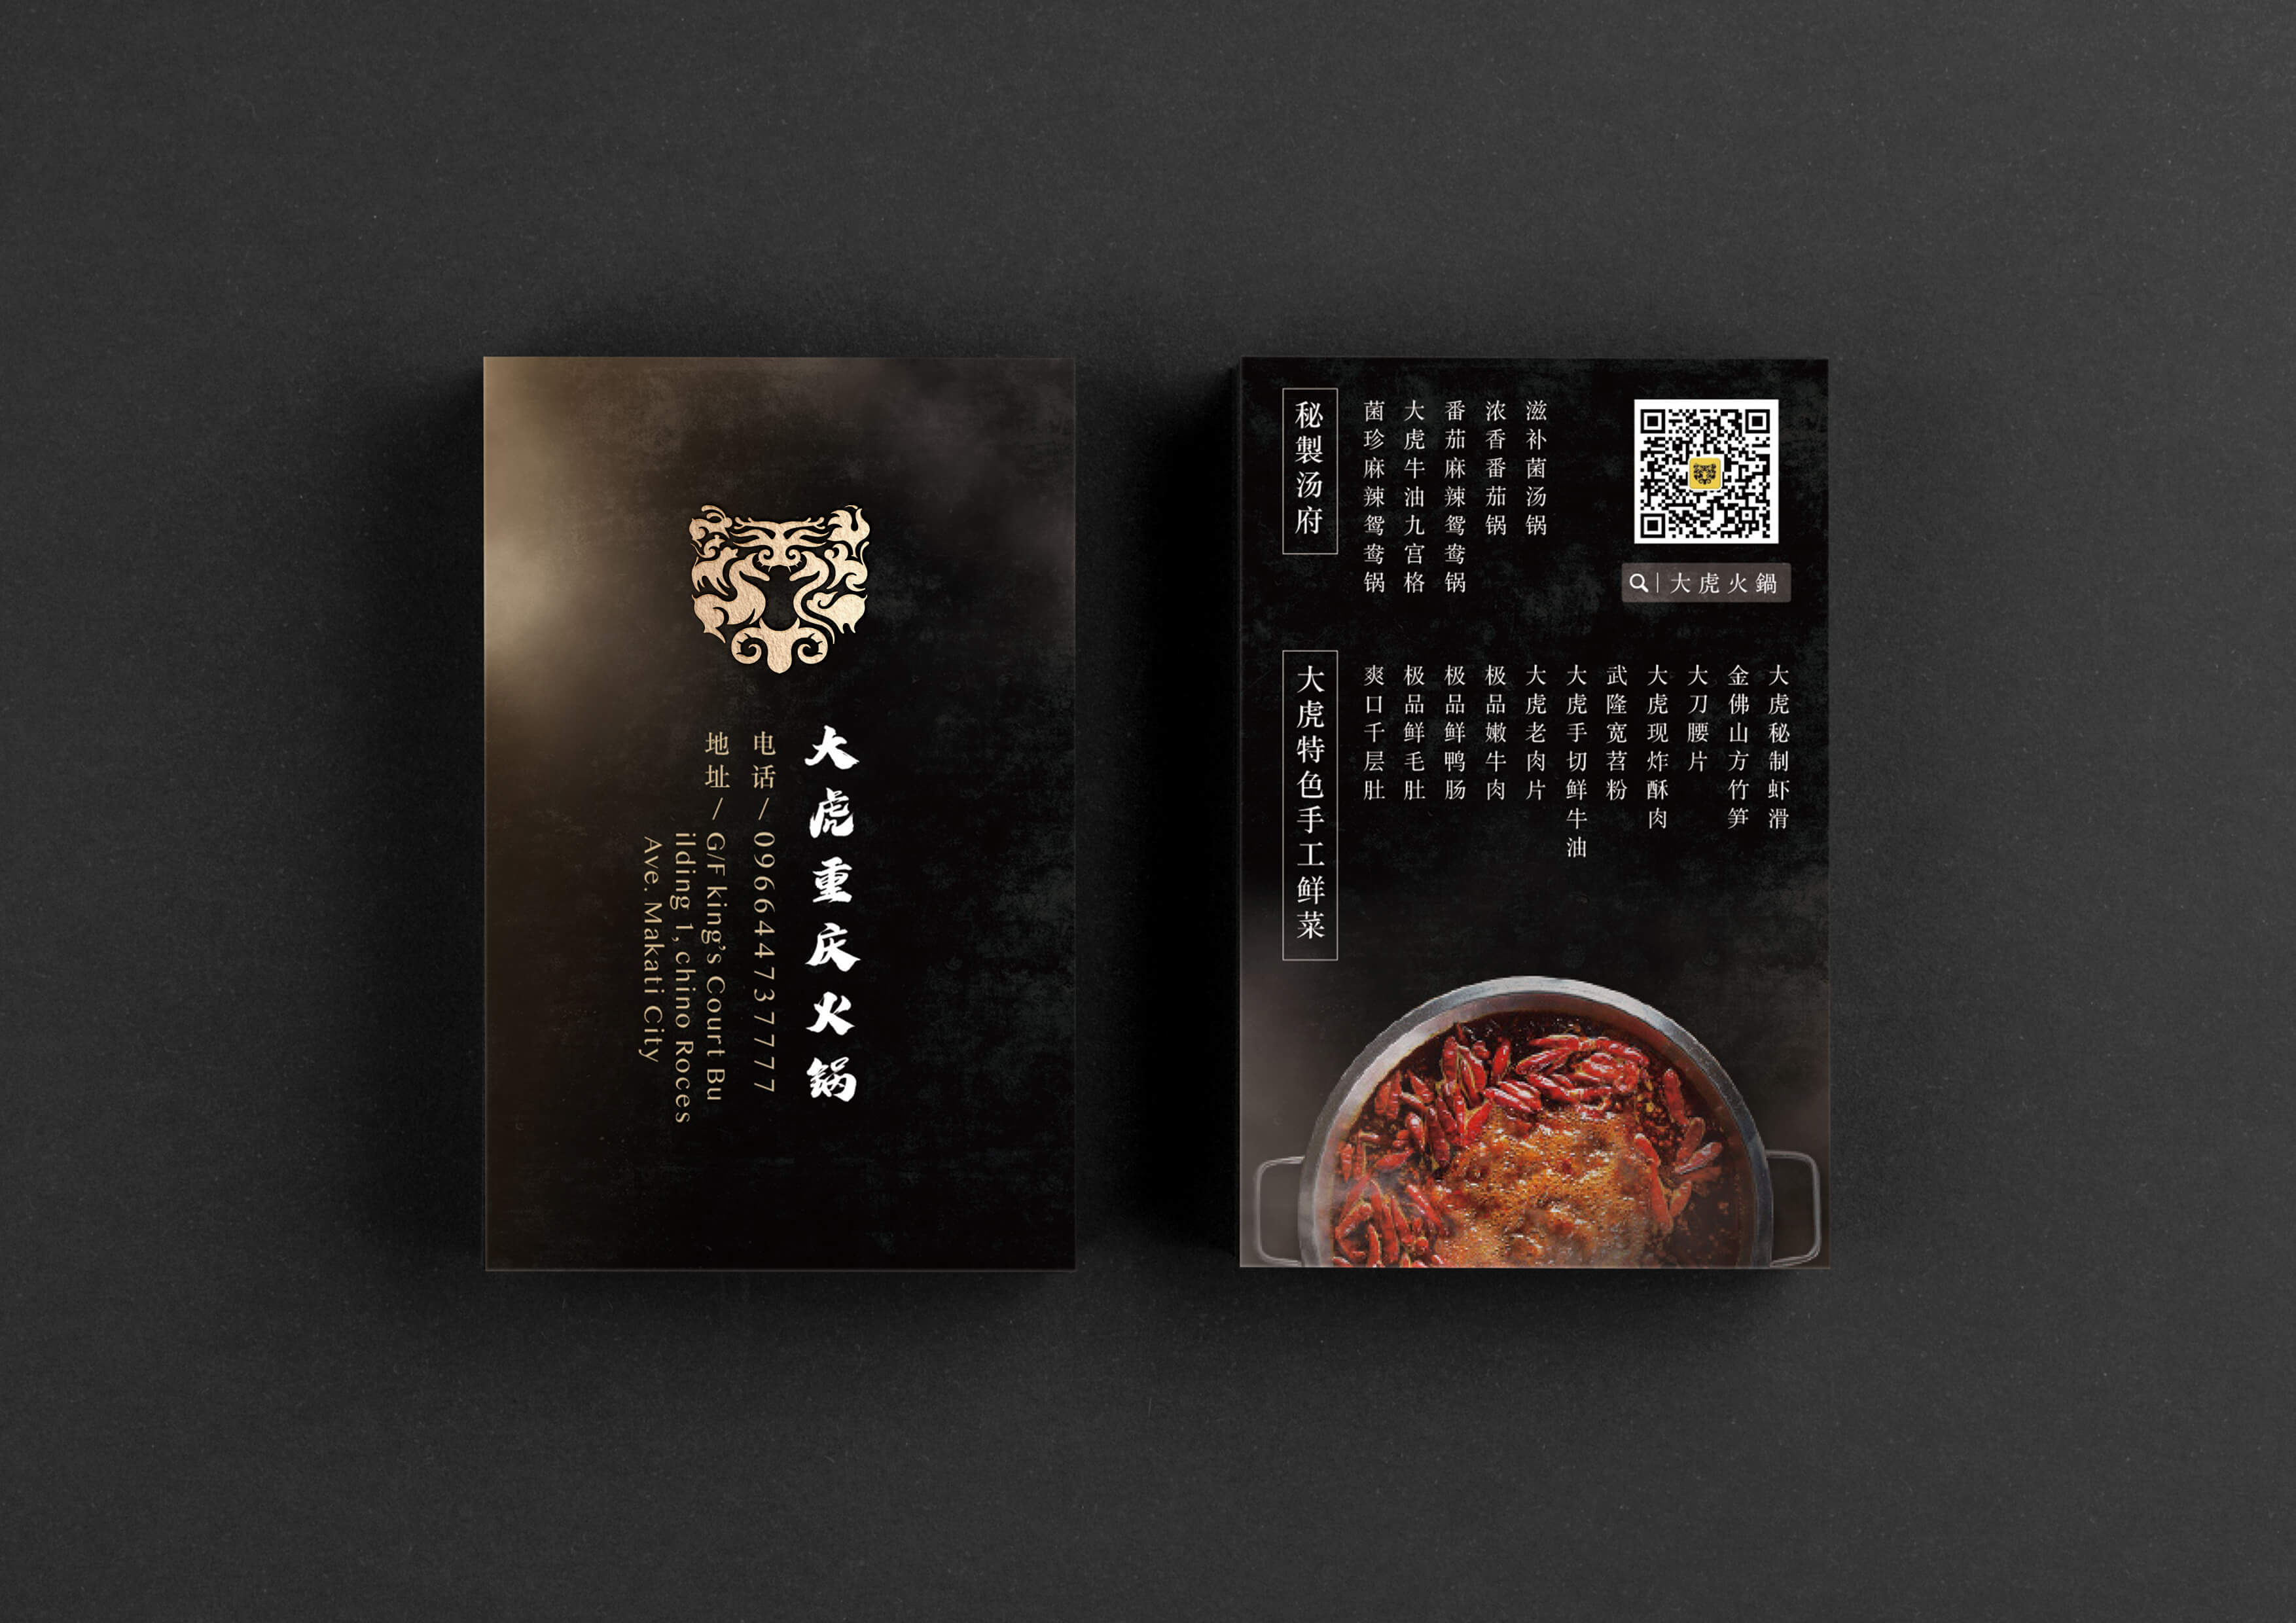 大虎重庆火锅
电话/096644737777
地址/G/F king's Court Bu
ilding 1, chino Roces
Ave. Makati City
秘製汤府
菌珍麻辣鸳鸯锅
大虎牛油九宫格
番茄麻辣鸳鸯锅
浓香番茄锅
滋补菌汤锅
大虎火鍋
大虎特色手工鲜菜
爽口千层肚
极品鲜毛肚
极品鲜鸭肠
极品嫩牛肉
大虎老肉片
大虎手切鲜牛油
武隆宽苕粉
大虎现炸酥肉
大刀腰片
金佛山方竹笋
大虎秘制虾滑